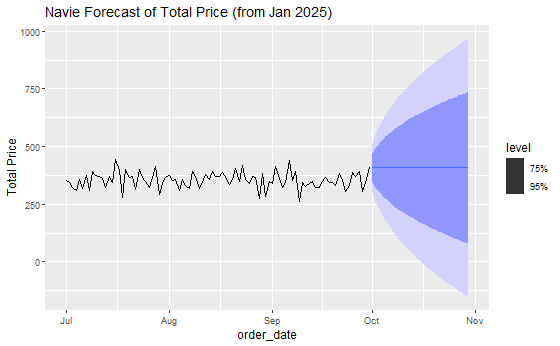 Navie Forecast of Total Price (from Jan 2025)
1000
750
500
250
0
Total Price
Jul
Aug
Sep
Oct
Nov
order_date
level
75%
95%